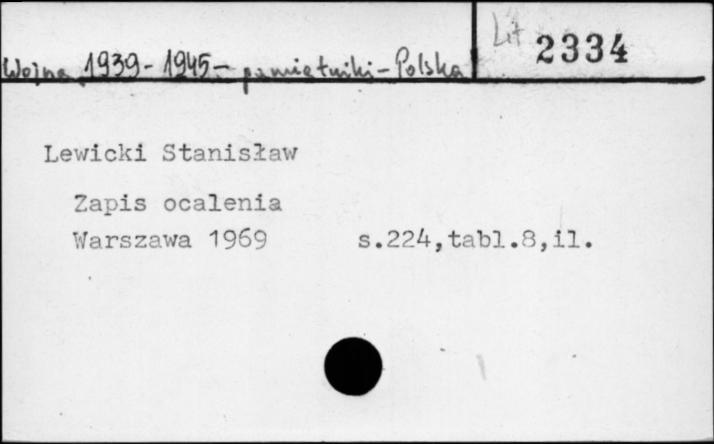 Lit 2334
Wojna 1939-1945- pamiętniki-Polska
Lewicki Stanisław
Zapis ocalenia
Warszawa 1969 s.224,tabl.8,il.